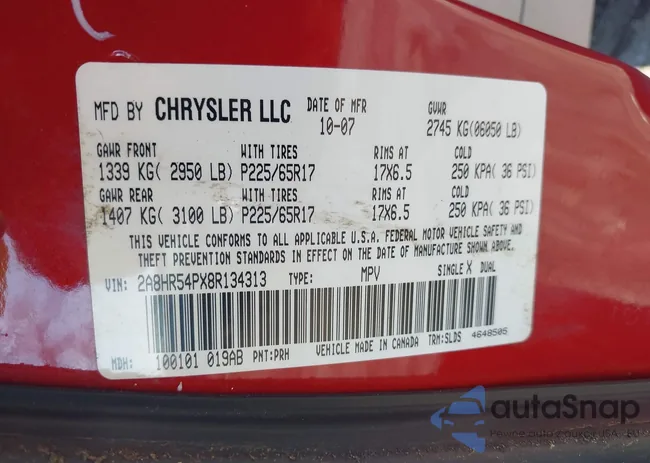 MFD BY CHRYSLER LLC DATE OF MFR GVWR
10-07 2745 KG(06050 LB)
GAWR FRONT WITH TIRES RIMS AT COLD
1339 KG( 2950 LB) P225/65R17 17X6.5 250 KPA( 36 PSI)
GAWR REAR WITH TIRES RIMS AT COLD
1407 KG( 3100 LB) P225/65R17 17X6.5 250 KPA( 36 PSI)
THIS VEHICLE CONFORMS TO ALL APPLICABLE U.S.A. FEDERAL MOTOR VEHICLE SAFETY AND
THEFT PREVENTION STANDARDS IN EFFECT ON THE DATE OF MANUFACTURE SHOWN ABOVE.
VIN: 2A8HR54PX8R134313 TYPE: MPV SINGLE X DUAL
MDH: 100101 019AB PNT:PRH VEHICLE MADE IN CANADA TRM:SLDS 4648505
autaSnap